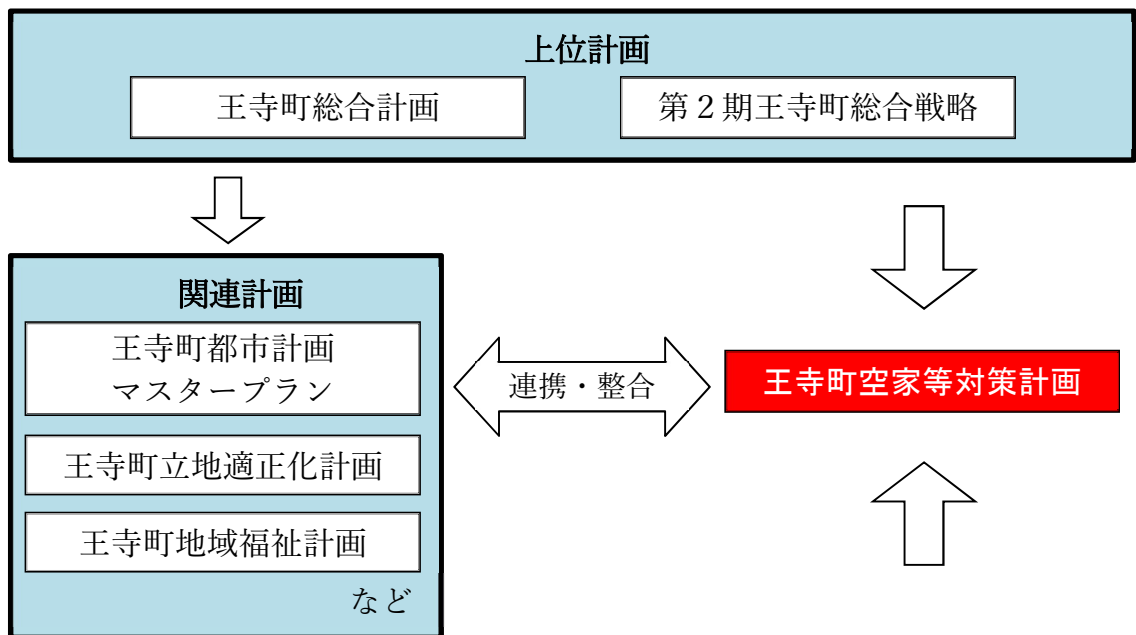 上位計画
王寺町総合計画
第２期王寺町総合戦略
関連計画
王寺町都市計画
マスタープラン
王寺町立地適正化計画
王寺町地域福祉計画
など
連携・整合
王寺町空家等対策計画